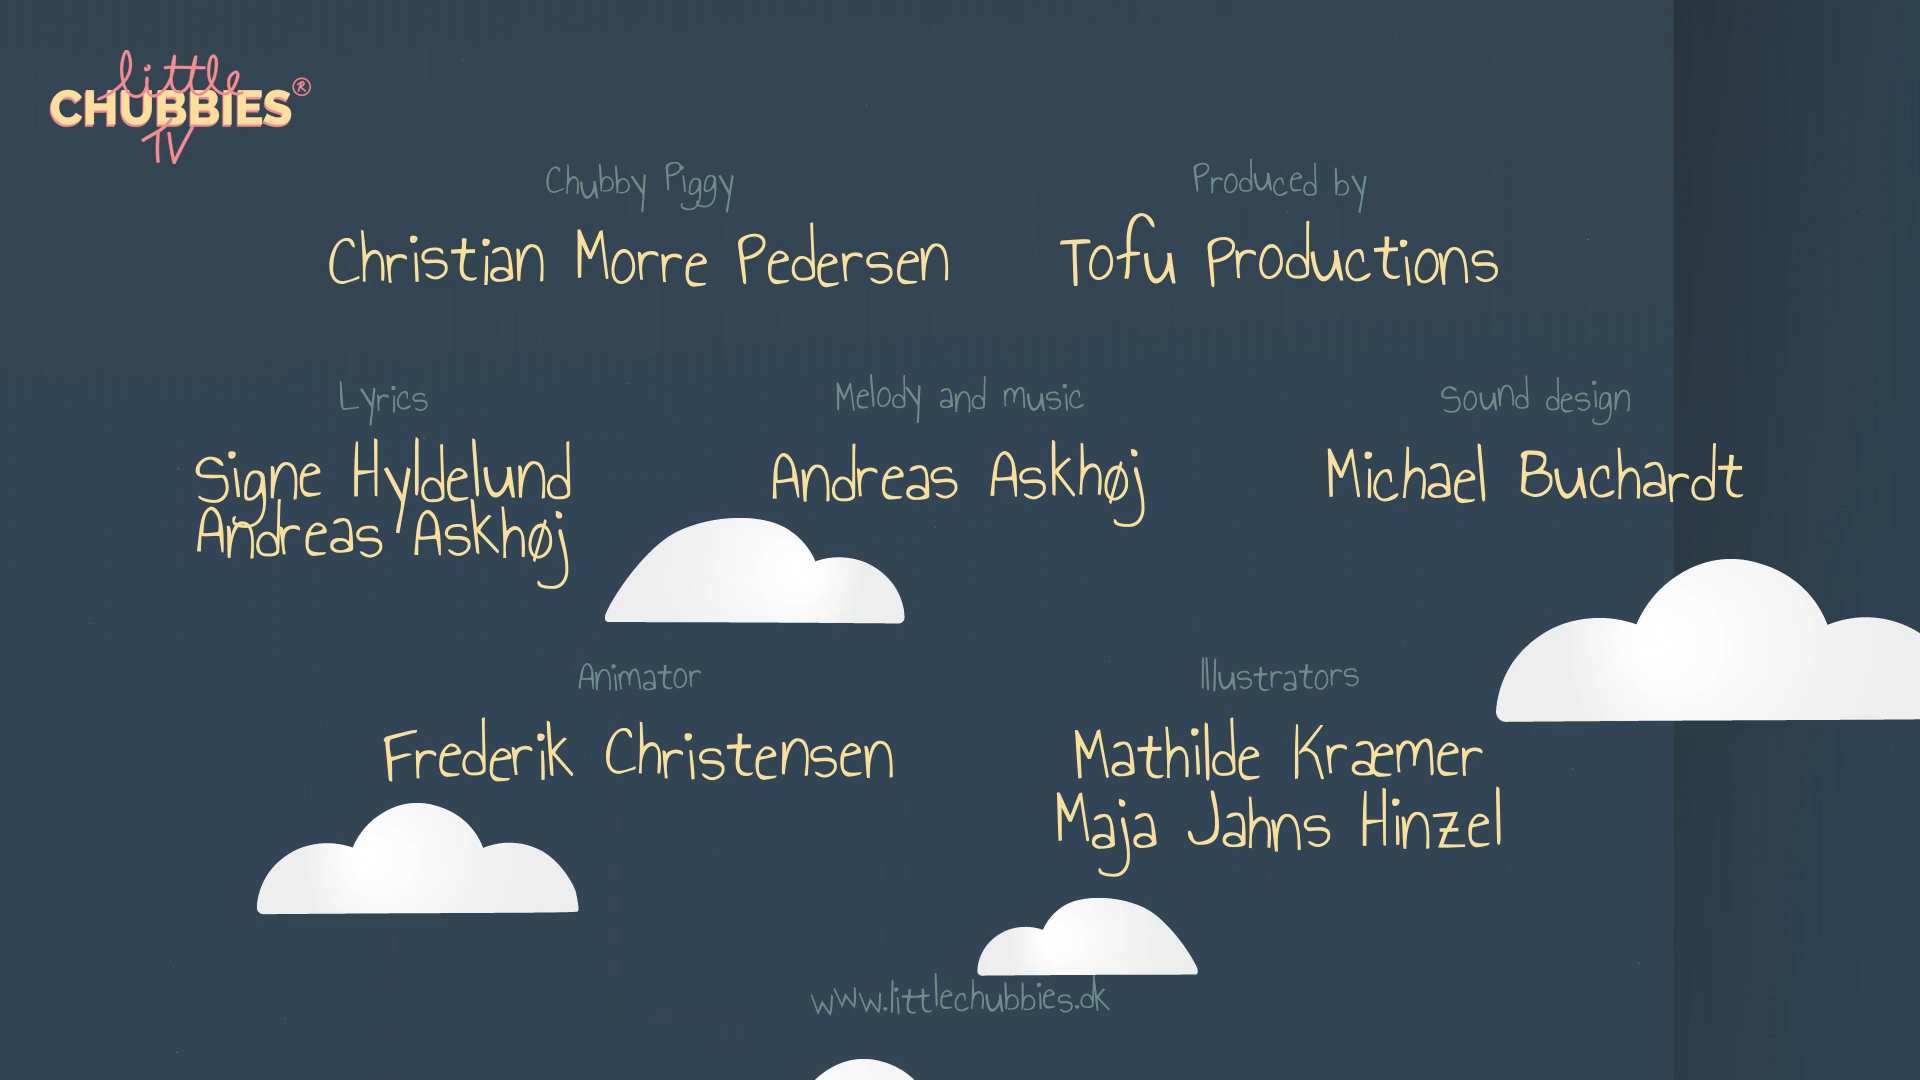 little
CHUBBIES®
TV
Chubby Piggy
Christian Morre Pedersen
Produced by
Tofu Productions
Lyrics
Signe Hyldelund
Andreas Askhøj
Melody and music
Andreas Askhøj
Sound design
Michael Buchardt
Animator
Frederik Christensen
Illustrators
Mathilde Kræmer
Maja Jahns Hinzel
www.littlechubbies.dk